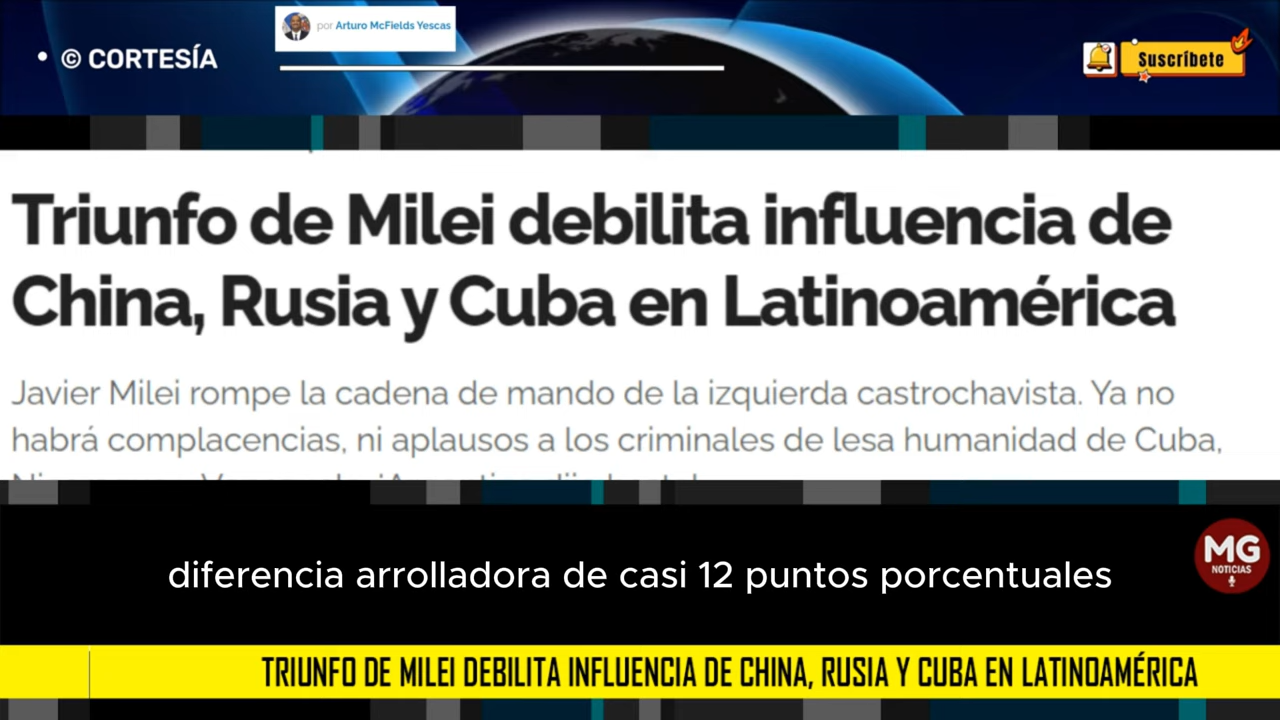 por Arturo McFields Yescas
• © CORTESÍA
Suscríbete
Triunfo de Milei debilita influencia de
China, Rusia y Cuba en Latinoamérica
Javier Milei rompe la cadena de mando de la izquierda castrochavista. Ya no
habrá complacencias, ni aplausos a los criminales de lesa humanidad de Cuba,
diferencia arrolladora de casi 12 puntos porcentuales
MG
NOTICIAS
TRIUNFO DE MILEI DEBILITA INFLUENCIA DE CHINA, RUSIA Y CUBA EN LATINOAMÉRICA